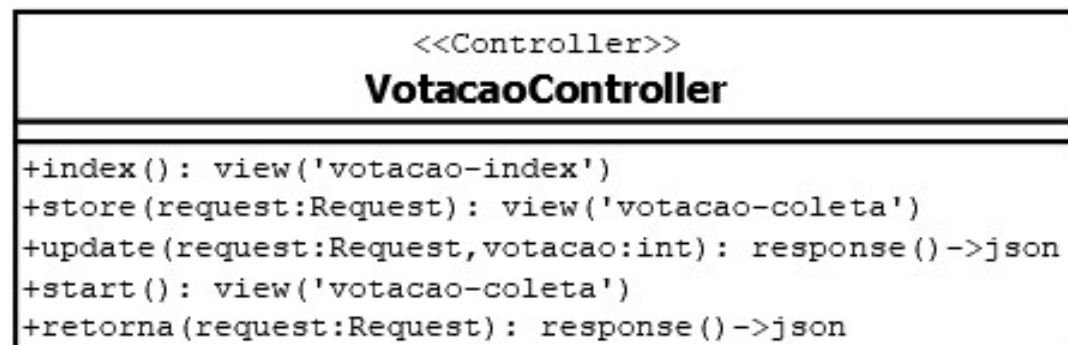 <<Controller>>
VotacaoController
+index(): view('votacao-index')
+store(request:Request): view('votacao-coleta')
+update(request:Request,votacao:int): response()->json
+start(): view('votacao-coleta')
+retorna(request:Request): response()->json